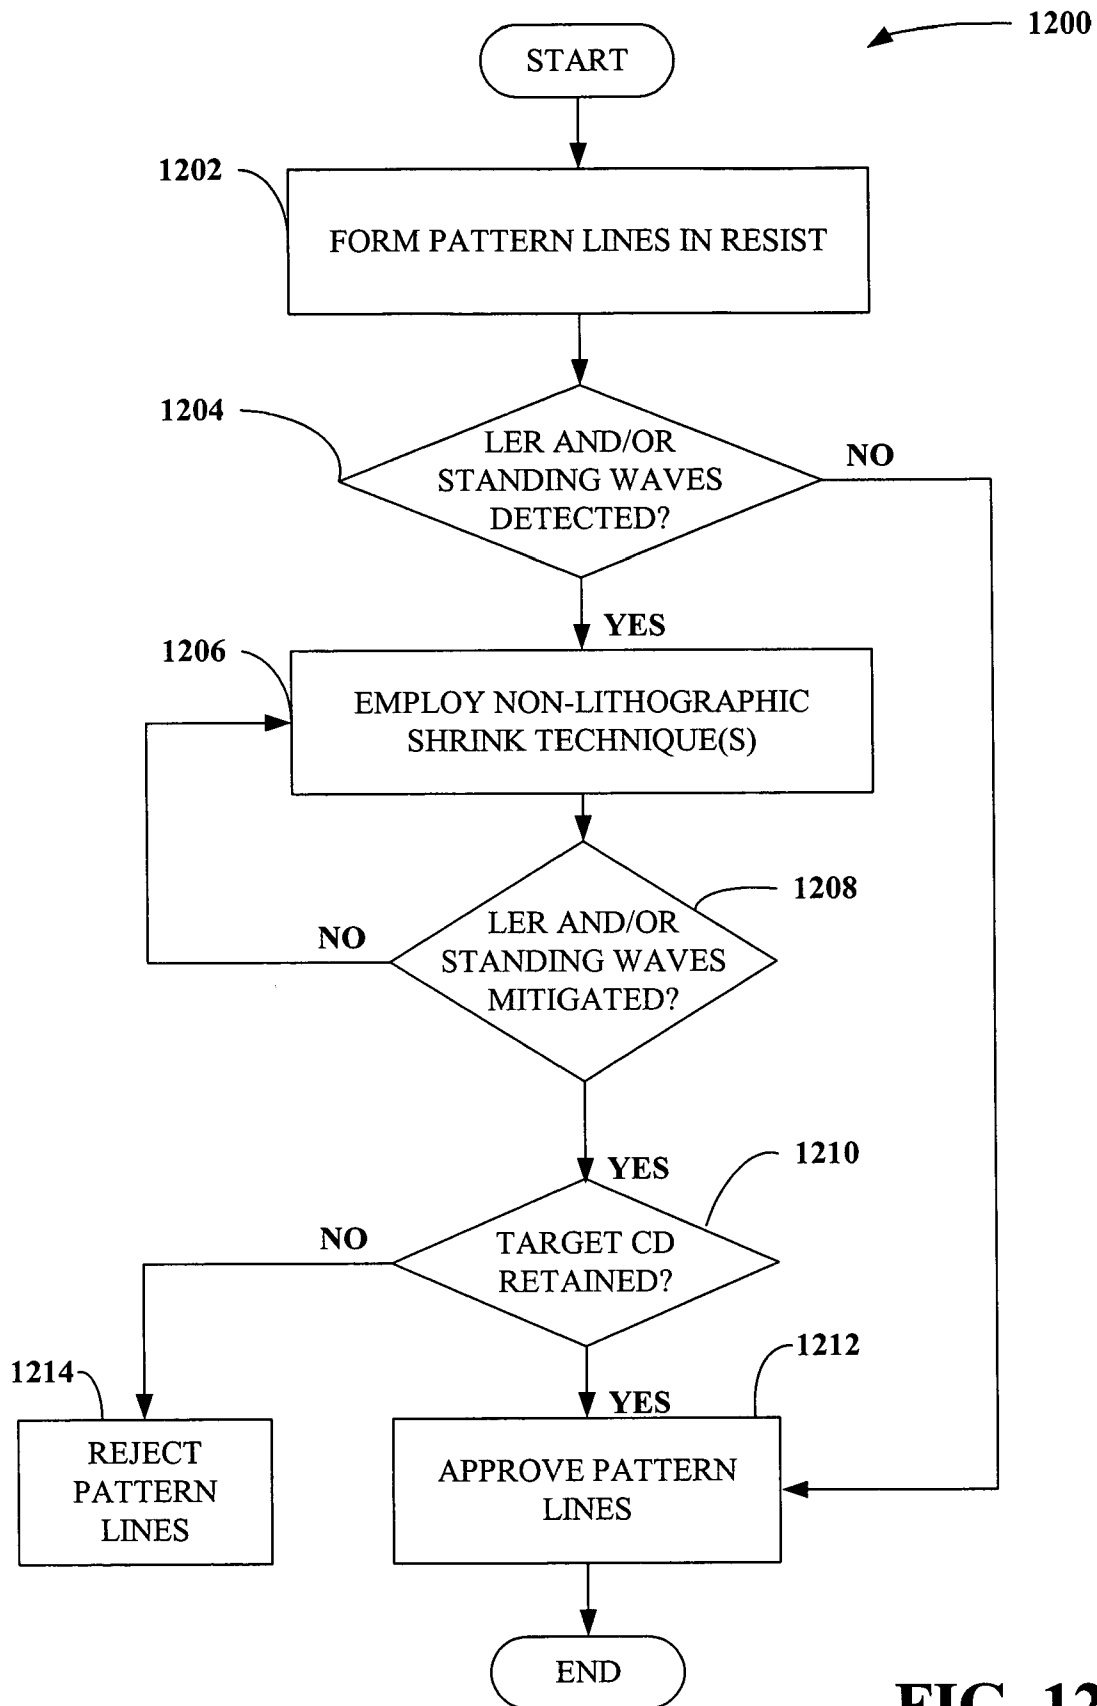 1200
START
1202
FORM PATTERN LINES IN RESIST
1204
LER AND/OR
STANDING WAVES
DETECTED?
NO
YES
1206
EMPLOY NON-LITHOGRAPHIC
SHRINK TECHNIQUE(S)
1208
LER AND/OR
STANDING WAVES
MITIGATED?
NO
YES
1210
TARGET CD
RETAINED?
NO
YES
1212
1214
REJECT
PATTERN
LINES
APPROVE PATTERN
LINES
END
FIG. 12